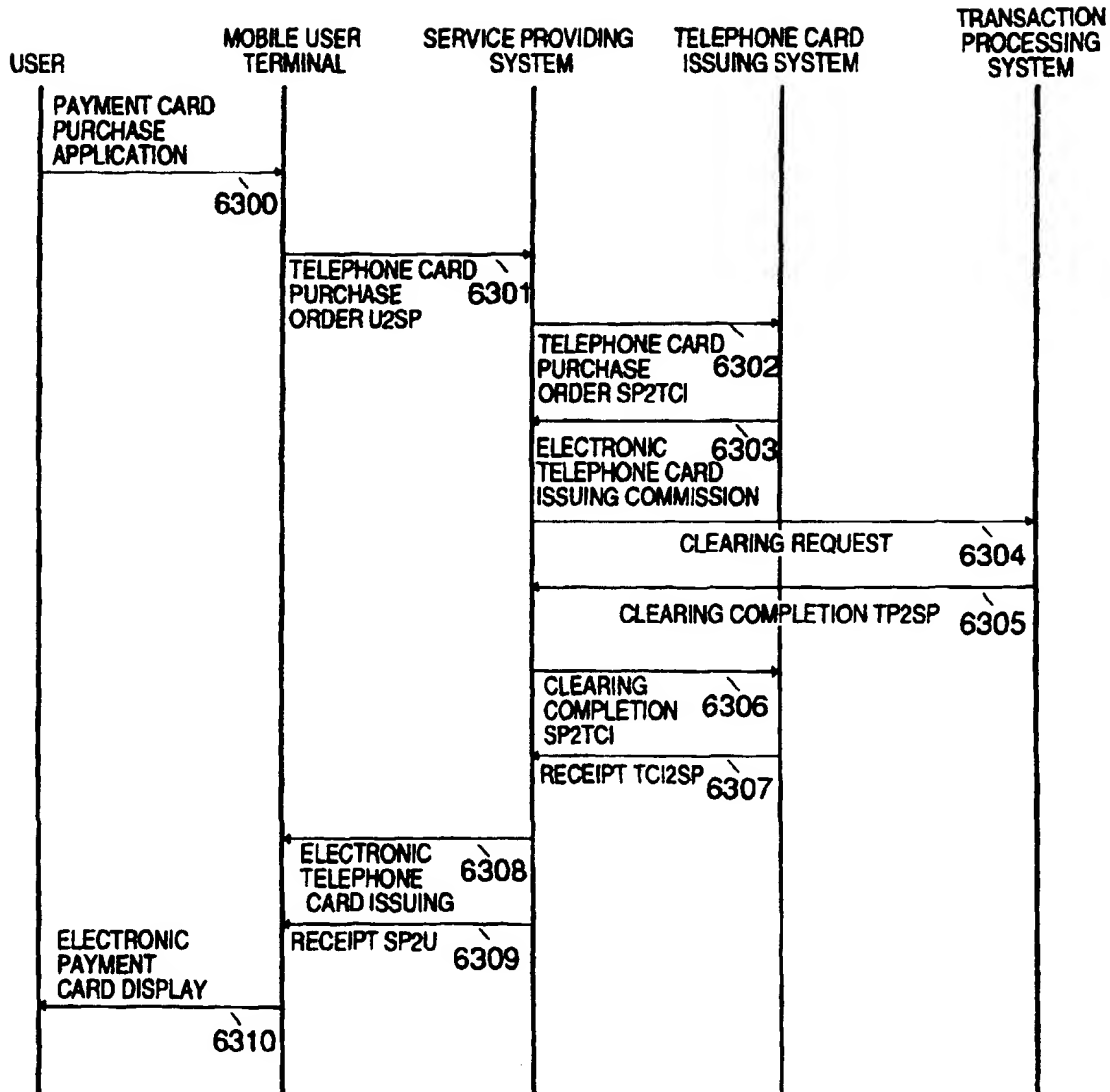 USER
MOBILE USER
TERMINAL
SERVICE PROVIDING
SYSTEM
TELEPHONE CARD
ISSUING SYSTEM
TRANSACTION
PROCESSING
SYSTEM
PAYMENT CARD
PURCHASE
APPLICATION
6300
TELEPHONE CARD
PURCHASE
ORDER U2SP
6301
TELEPHONE CARD
PURCHASE
ORDER SP2TCI
6302
ELECTRONIC
TELEPHONE CARD
ISSUING COMMISSION
6303
CLEARING REQUEST
6304
CLEARING COMPLETION TP2SP
6305
CLEARING
COMPLETION
SP2TCI
6306
RECEIPT TCI2SP
6307
ELECTRONIC
TELEPHONE
CARD ISSUING
6308
RECEIPT SP2U
6309
ELECTRONIC
PAYMENT
CARD DISPLAY
6310